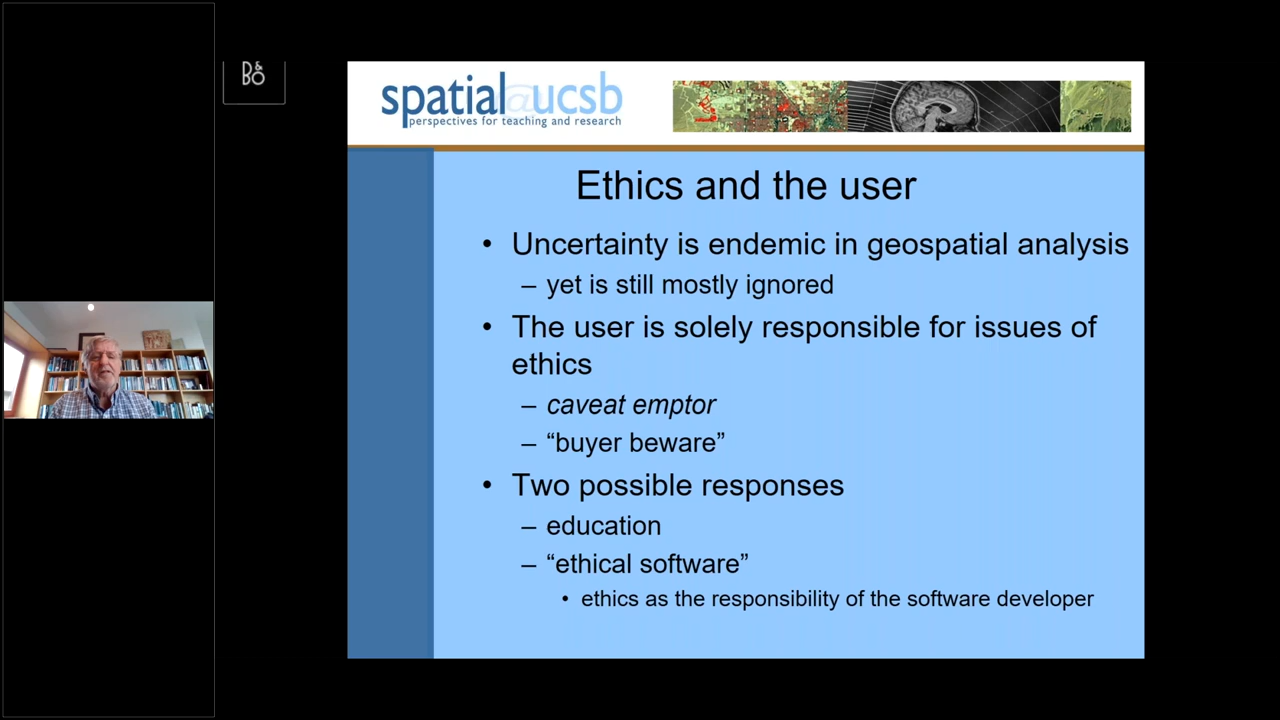 B&O
spatial@ucsb
perspectives for teaching and research
Ethics and the user
• Uncertainty is endemic in geospatial analysis
– yet is still mostly ignored
• The user is solely responsible for issues of
ethics
– caveat emptor
– “buyer beware”
• Two possible responses
– education
– “ethical software”
• ethics as the responsibility of the software developer